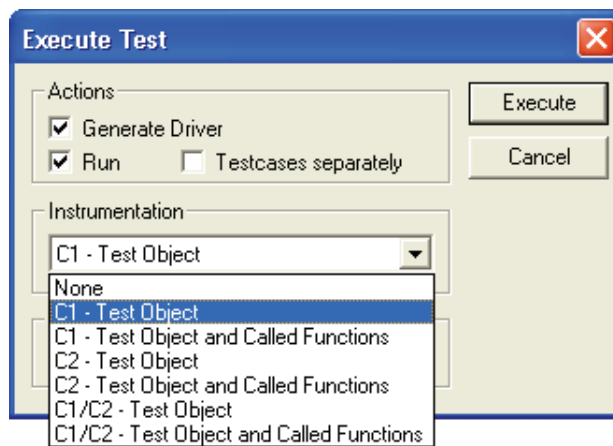 Execute Test
Actions
Generate Driver
Run Testcases separately
Execute
Cancel
Instrumentation
C1 - Test Object
None
C1 - Test Object
C1 - Test Object and Called Functions
C2 - Test Object
C2 - Test Object and Called Functions
C1/C2 - Test Object
C1/C2 - Test Object and Called Functions